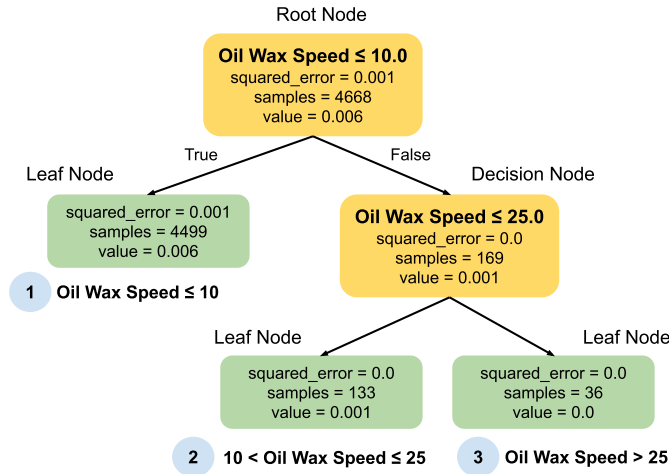 Root Node
Oil Wax Speed ≤ 10.0
squared_error = 0.001
samples = 4668
value = 0.006
True
False
Leaf Node
squared_error = 0.001
samples = 4499
value = 0.006
1 Oil Wax Speed ≤ 10
Decision Node
Oil Wax Speed ≤ 25.0
squared_error = 0.0
samples = 169
value = 0.001
Leaf Node
squared_error = 0.0
samples = 133
value = 0.001
2 10 < Oil Wax Speed ≤ 25
Leaf Node
squared_error = 0.0
samples = 36
value = 0.0
3 Oil Wax Speed > 25